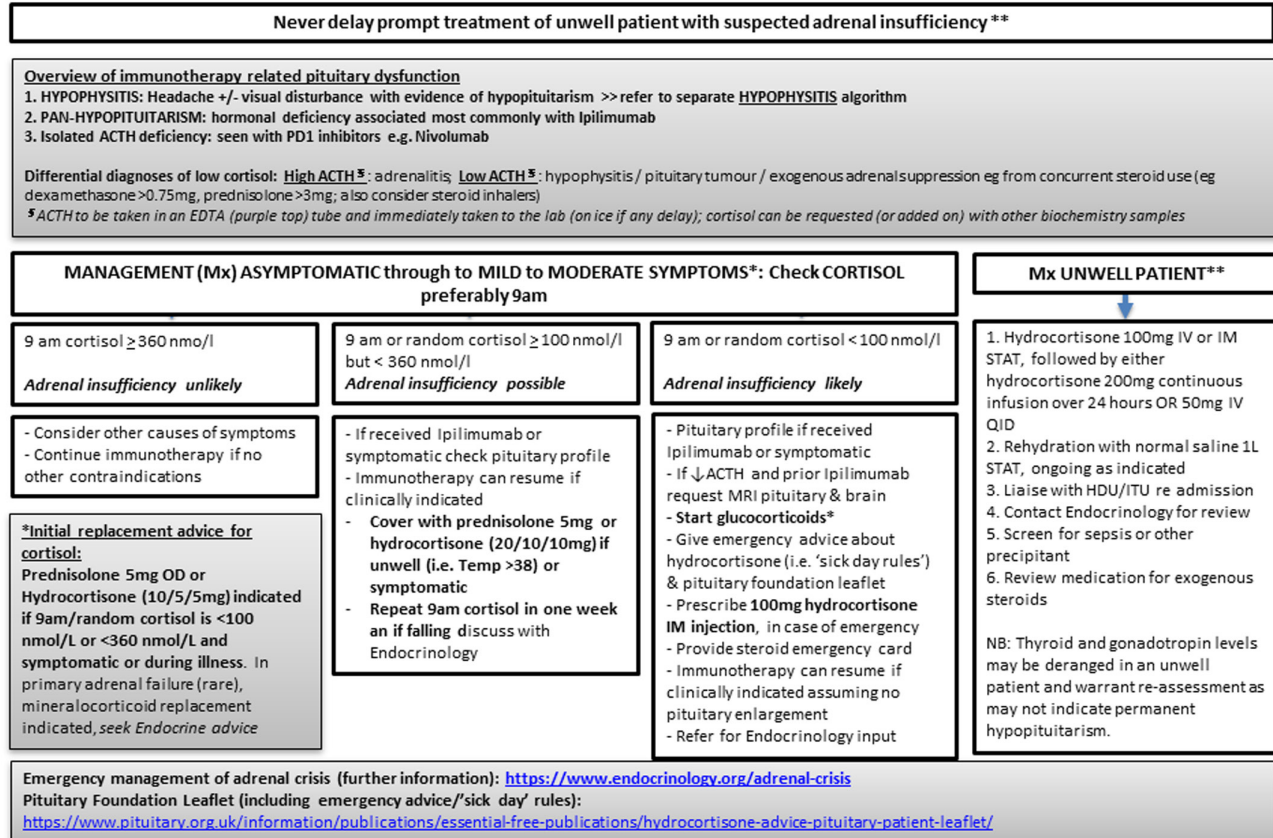 Never delay prompt treatment of unwell patient with suspected adrenal insufficiency **
Overview of immunotherapy related pituitary dysfunction
1. HYPOPHYSITIS: Headache +/- visual disturbance with evidence of hypopituitarism >> refer to separate HYPOPHYSITIS algorithm
2. PAN-HYPOPITUITARISM: hormonal deficiency associated most commonly with Ipilimumab
3. Isolated ACTH deficiency: seen with PD1 inhibitors e.g. Nivolumab
Differential diagnoses of low cortisol: High ACTH $ : adrenalitis; Low ACTH $ : hypophysitis / pituitary tumour / exogenous adrenal suppression eg from concurrent steroid use (eg
dexamethasone >0.75mg, prednisolone >3mg; also consider steroid inhalers)
$ ACTH to be taken in an EDTA (purple top) tube and immediately taken to the lab (on ice if any delay); cortisol can be requested (or added on) with other biochemistry samples
MANAGEMENT (Mx) ASYMPTOMATIC through to MILD to MODERATE SYMPTOMS*: Check CORTISOL
preferably 9am
9 am cortisol ≥ 360 nmo/l
Adrenal insufficiency unlikely
- Consider other causes of symptoms
- Continue immunotherapy if no
other contraindications
*Initial replacement advice for
cortisol:
Prednisolone 5mg OD or
Hydrocortisone (10/5/5mg) indicated
if 9am/random cortisol is <100
nmol/L or <360 nmol/L and
symptomatic or during illness. In
primary adrenal failure (rare),
mineralocorticoid replacement
indicated, seek Endocrine advice
9 am or random cortisol ≥ 100 nmol/l
but < 360 nmol/l
Adrenal insufficiency possible
- If received Ipilimumab or
symptomatic check pituitary profile
- Immunotherapy can resume if
clinically indicated
- Cover with prednisolone 5mg or
hydrocortisone (20/10/10mg) if
unwell (i.e. Temp >38) or
symptomatic
- Repeat 9am cortisol in one week
an if falling discuss with
Endocrinology
9 am or random cortisol < 100 nmol/l
Adrenal insufficiency likely
- Pituitary profile if received
Ipilimumab or symptomatic
- If ↓ACTH and prior Ipilimumab
request MRI pituitary & brain
- Start glucocorticoids*
- Give emergency advice about
hydrocortisone (i.e. ‘sick day rules’)
& pituitary foundation leaflet
- Prescribe 100mg hydrocortisone
IM injection, in case of emergency
- Provide steroid emergency card
- Immunotherapy can resume if
clinically indicated assuming no
pituitary enlargement
- Refer for Endocrinology input
Mx UNWELL PATIENT**
1. Hydrocortisone 100mg IV or IM
STAT, followed by either
hydrocortisone 200mg continuous
infusion over 24 hours OR 50mg IV
QID
2. Rehydration with normal saline 1L
STAT, ongoing as indicated
3. Liaise with HDU/ITU re admission
4. Contact Endocrinology for review
5. Screen for sepsis or other
precipitant
6. Review medication for exogenous
steroids
NB: Thyroid and gonadotropin levels
may be deranged in an unwell
patient and warrant re-assessment as
may not indicate permanent
hypopituitarism.
Emergency management of adrenal crisis (further information): https://www.endocrinology.org/adrenal-crisis
Pituitary Foundation Leaflet (including emergency advice/’sick day’ rules):
https://www.pituitary.org.uk/information/publications/essential-free-publications/hydrocortisone-advice-pituitary-patient-leaflet/